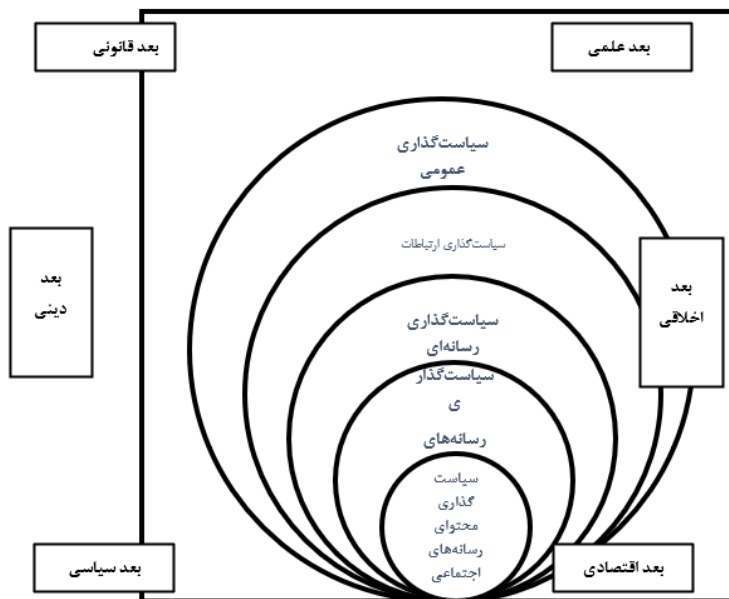 بعد قانونی
بعد علمی
سیاست‌گذاری
عمومی
سیاست‌گذاری ارتباطات
بعد
دینی
بعد
اخلاقی
سیاست‌گذاری
رسانه‌ای
سیاست‌گذار
ی
رسانه‌های
سیاست
گذاری
محتوای
رسانه‌های
اجتماعی
بعد سیاسی
بعد اقتصادی